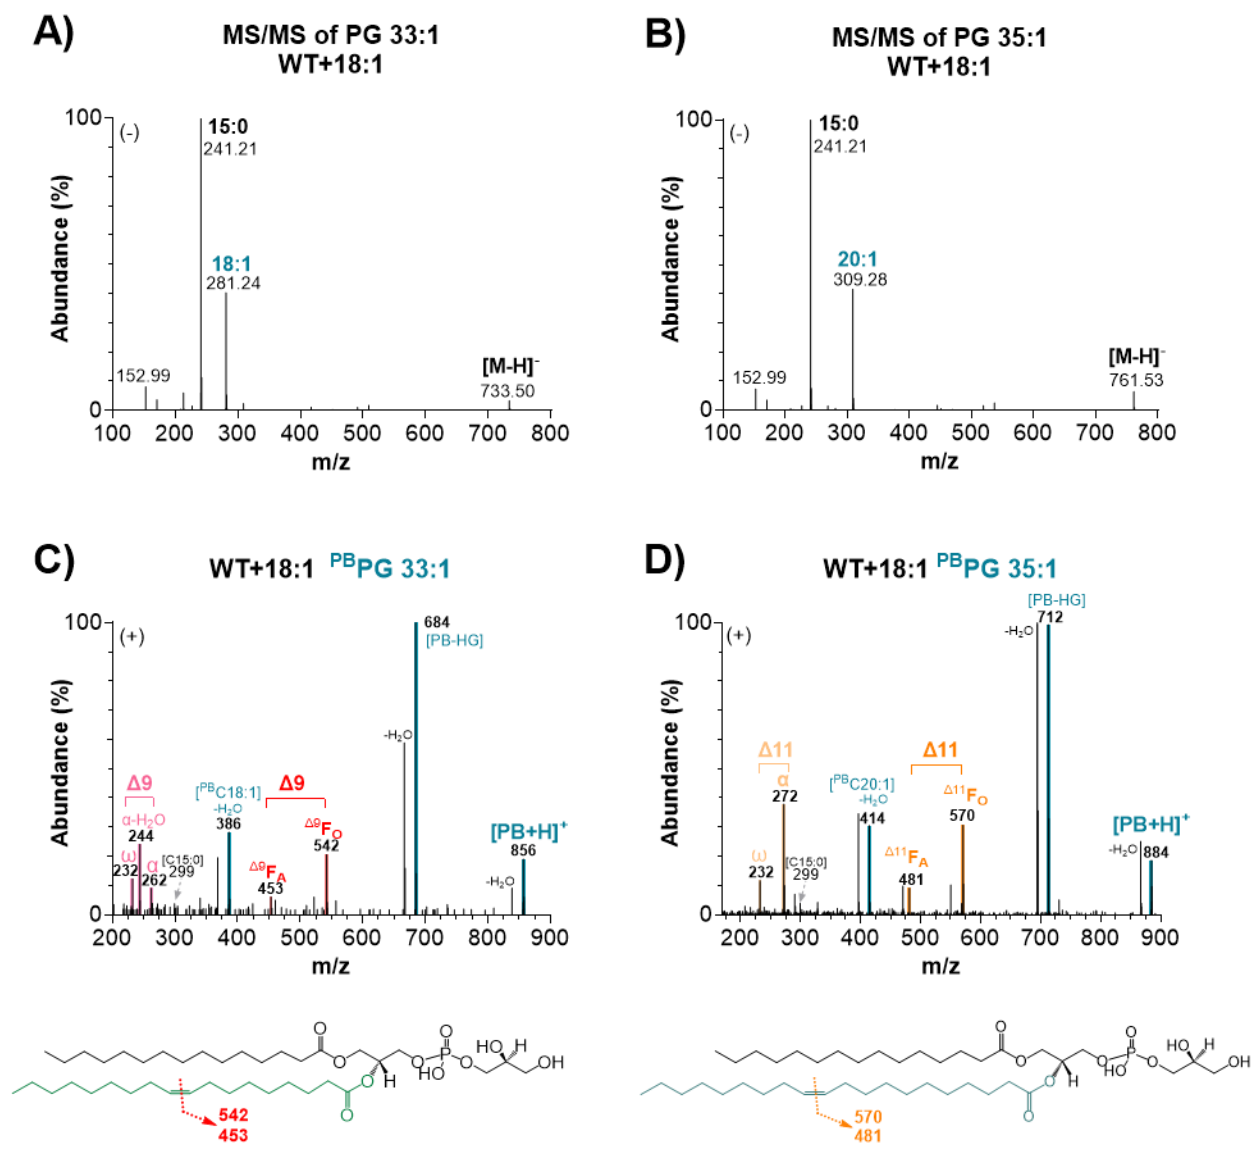 A)
MS/MS of PG 33:1
WT+18:1
(-)
Abundance (%)
100
0
15:0
241.21
18:1
281.24
152.99
[M-H]-
733.50
100 200 300 400 500 600 700 800
m/z
B)
MS/MS of PG 35:1
WT+18:1
(-)
Abundance (%)
100
0
15:0
241.21
20:1
309.28
152.99
[M-H]-
761.53
100 200 300 400 500 600 700 800
m/z
C)
WT+18:1 PBPG 33:1
(+)
Abundance (%)
100
0
684
[PB-HG]
-H2O
Δ9
α-H2O
244
ω
232
α
262
[C15:0]
299
[PBC18:1]
-H2O
386
Δ9
Δ9FO
542
Δ9FA
453
[PB+H]+
856
-H2O
200 300 400 500 600 700 800 900
m/z
D)
WT+18:1 PBPG 35:1
(+)
Abundance (%)
100
0
[PB-HG]
712
-H2O
Δ11
α
272
ω
232
[C15:0]
299
[PBC20:1]
-H2O
414
Δ11
Δ11FO
570
Δ11FA
481
[PB+H]+
-H2O
884
200 300 400 500 600 700 800 900
m/z
O
O
O
P
HO
O
HO
H
OH
O
H
O
542
453
O
O
O
O
P
HO
O
HO
H
OH
O
H
O
570
481